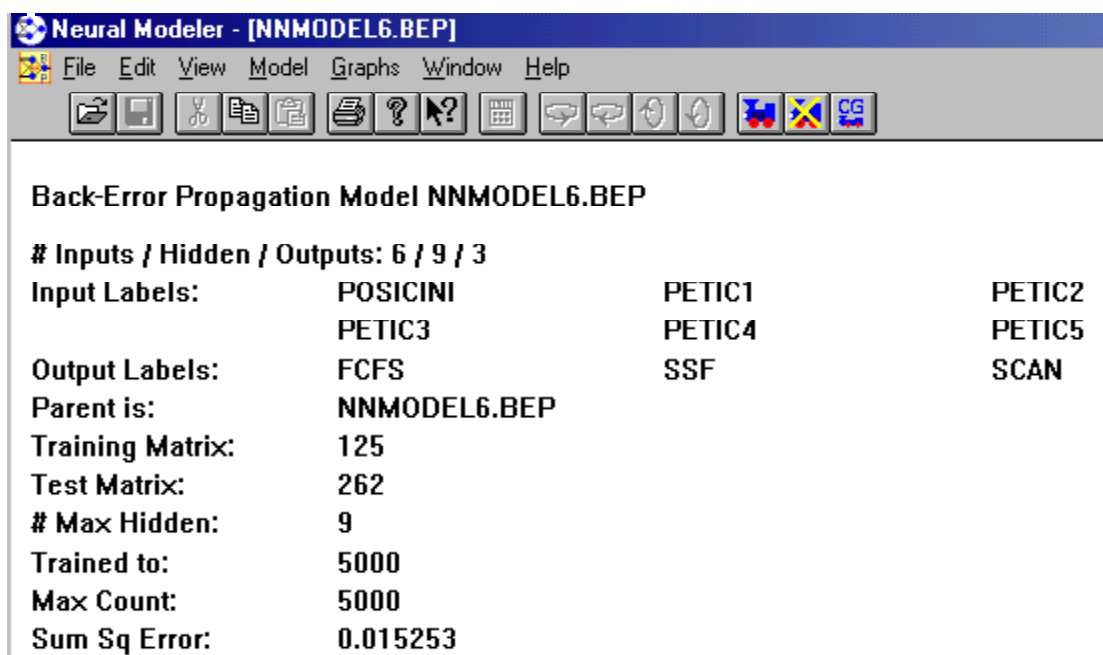 Neural Modeler - [NNMODEL6.BEP]
File Edit View Model Graphs Window Help
CG
Back-Error Propagation Model NNMODEL6.BEP
# Inputs / Hidden / Outputs: 6 / 9 / 3
Input Labels: POSICINI PETIC1 PETIC2
PETIC3 PETIC4 PETIC5
Output Labels: FCFS SSF SCAN
Parent is: NNMODEL6.BEP
Training Matrix: 125
Test Matrix: 262
# Max Hidden: 9
Trained to: 5000
Max Count: 5000
Sum Sq Error: 0.015253